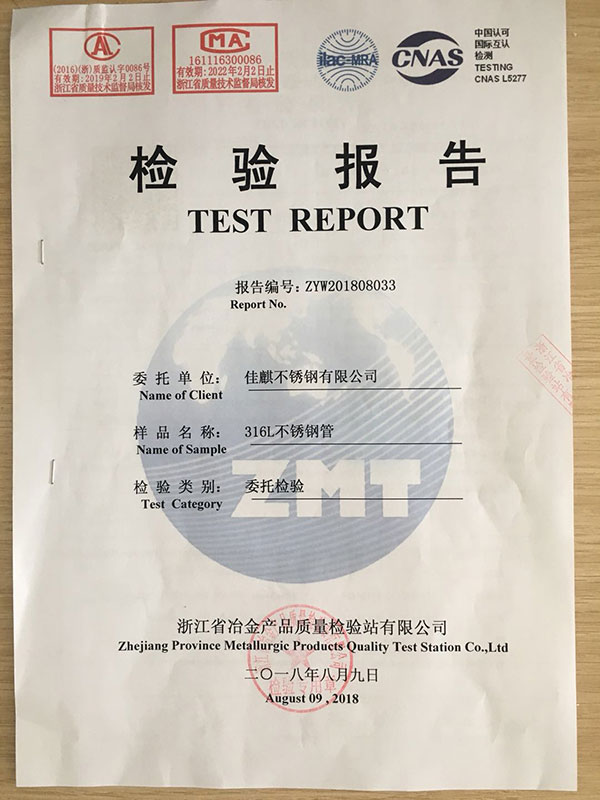 CAL
(2016)(浙)质监认字0086号
有效期:2019年2月2日止
浙江省质量技术监督局核发
CMA
161116300086
有效期:2022年2月2日止
浙江省质量技术监督局核发
ilac-MRA
CNAS
中国认可
国际互认
检测
TESTING
CNAS L5277
检验报告
TEST REPORT
报告编号:ZYW201808033
Report No.
委托单位: 佳麒不锈钢有限公司
Name of Client
样品名称: 316L不锈钢管
Name of Sample
检验类别: 委托检验
Test Category
ZMT
浙江省冶金产品质量检验站有限公司
Zhejiang Province Metallurgic Products Quality Test Station Co.,Ltd
二〇一八年八月九日
August 09 , 2018